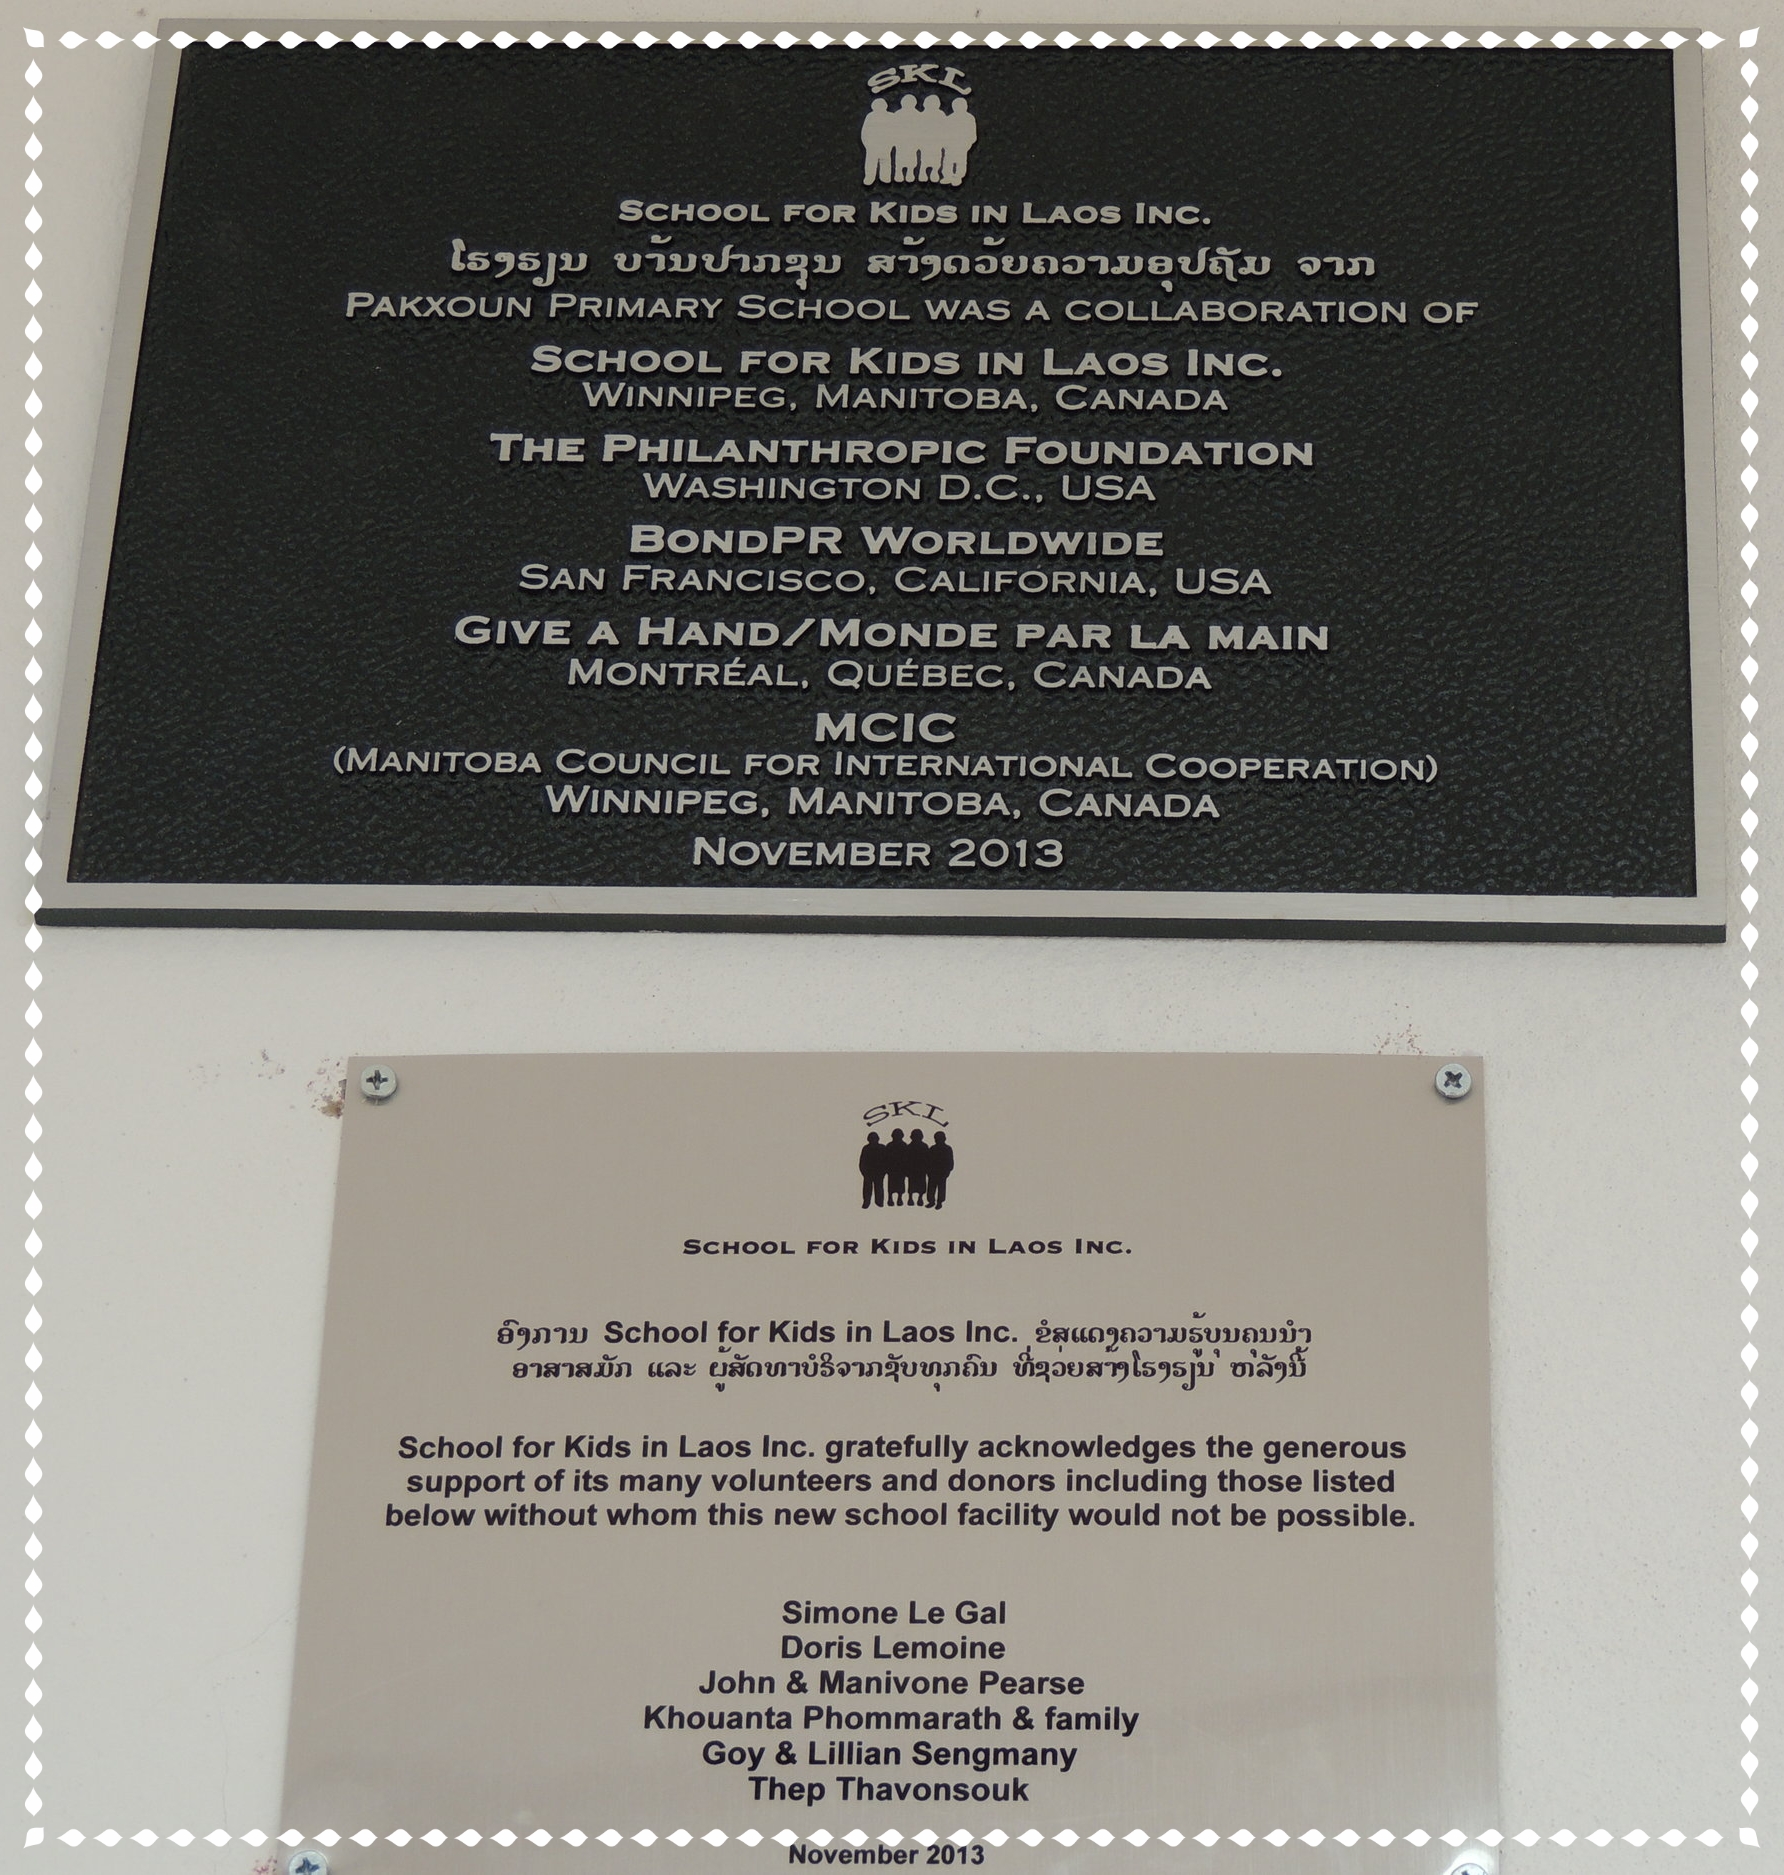 SKL
SCHOOL FOR KIDS IN LAOS INC.
ໂຮງຮຽນ ບ້ານປາກຊຸນ ສ້າງດວ້ຍຄວາມອຸປຖັມ ຈາກ
PAKXOUN PRIMARY SCHOOL WAS A COLLABORATION OF
SCHOOL FOR KIDS IN LAOS INC.
WINNIPEG, MANITOBA, CANADA
THE PHILANTHROPIC FOUNDATION
WASHINGTON D.C., USA
BONDPR WORLDWIDE
SAN FRANCISCO, CALIFORNIA, USA
GIVE A HAND/MONDE PAR LA MAIN
MONTRÉAL, QUÉBEC, CANADA
MCIC
(MANITOBA COUNCIL FOR INTERNATIONAL COOPERATION)
WINNIPEG, MANITOBA, CANADA
NOVEMBER 2013
SKL
SCHOOL FOR KIDS IN LAOS INC.
ອົງການ School for Kids in Laos Inc. ຂໍສແດງຄວາມຮູ້ບຸນຄຸນນຳ
ອາສາສມັກ ແລະ ຜູ້ສັດທາບໍຣິຈາກຊັບທຸກຄົນ ທີ່ຊວ່ຍສ້າງໂຮງຮຽນ ຫລັງນີ້
School for Kids in Laos Inc. gratefully acknowledges the generous
support of its many volunteers and donors including those listed
below without whom this new school facility would not be possible.
Simone Le Gal
Doris Lemoine
John & Manivone Pearse
Khouanta Phommarath & family
Goy & Lillian Sengmany
Thep Thavonsouk
November 2013